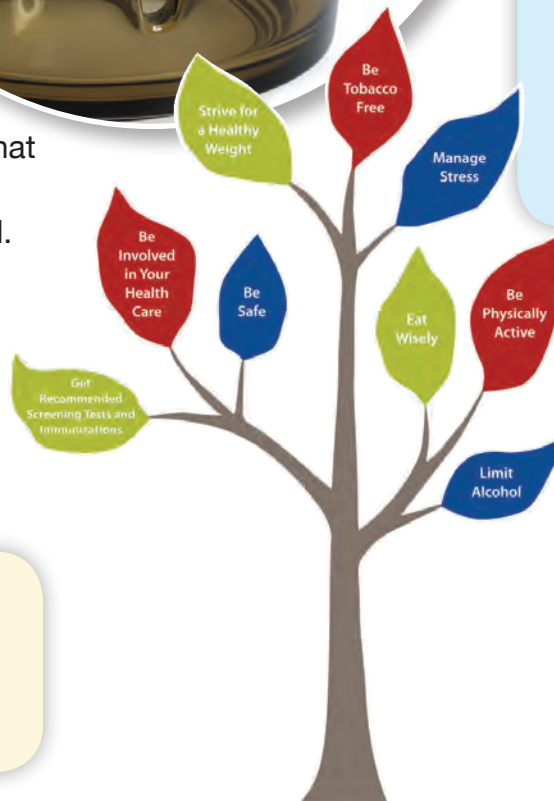 hat
l.
Strive for
a Healthy
Weight
Be
Tobacco
Free
Manage
Stress
Be
Involved
in Your
Health
Care
Be
Safe
Eat
Wisely
Be
Physically
Active
Get
Recommended
Screening Tests and
Immunizations
Limit
Alcohol